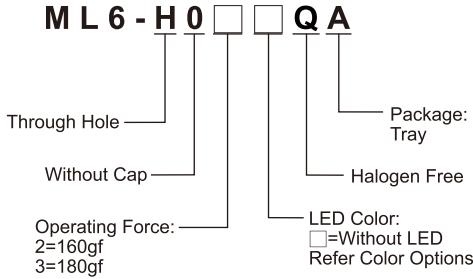 ML6-H0□□QA
Through Hole
Package:
Tray
Without Cap
Halogen Free
Operating Force:
2=160gf
3=180gf
LED Color:
□=Without LED
Refer Color Options